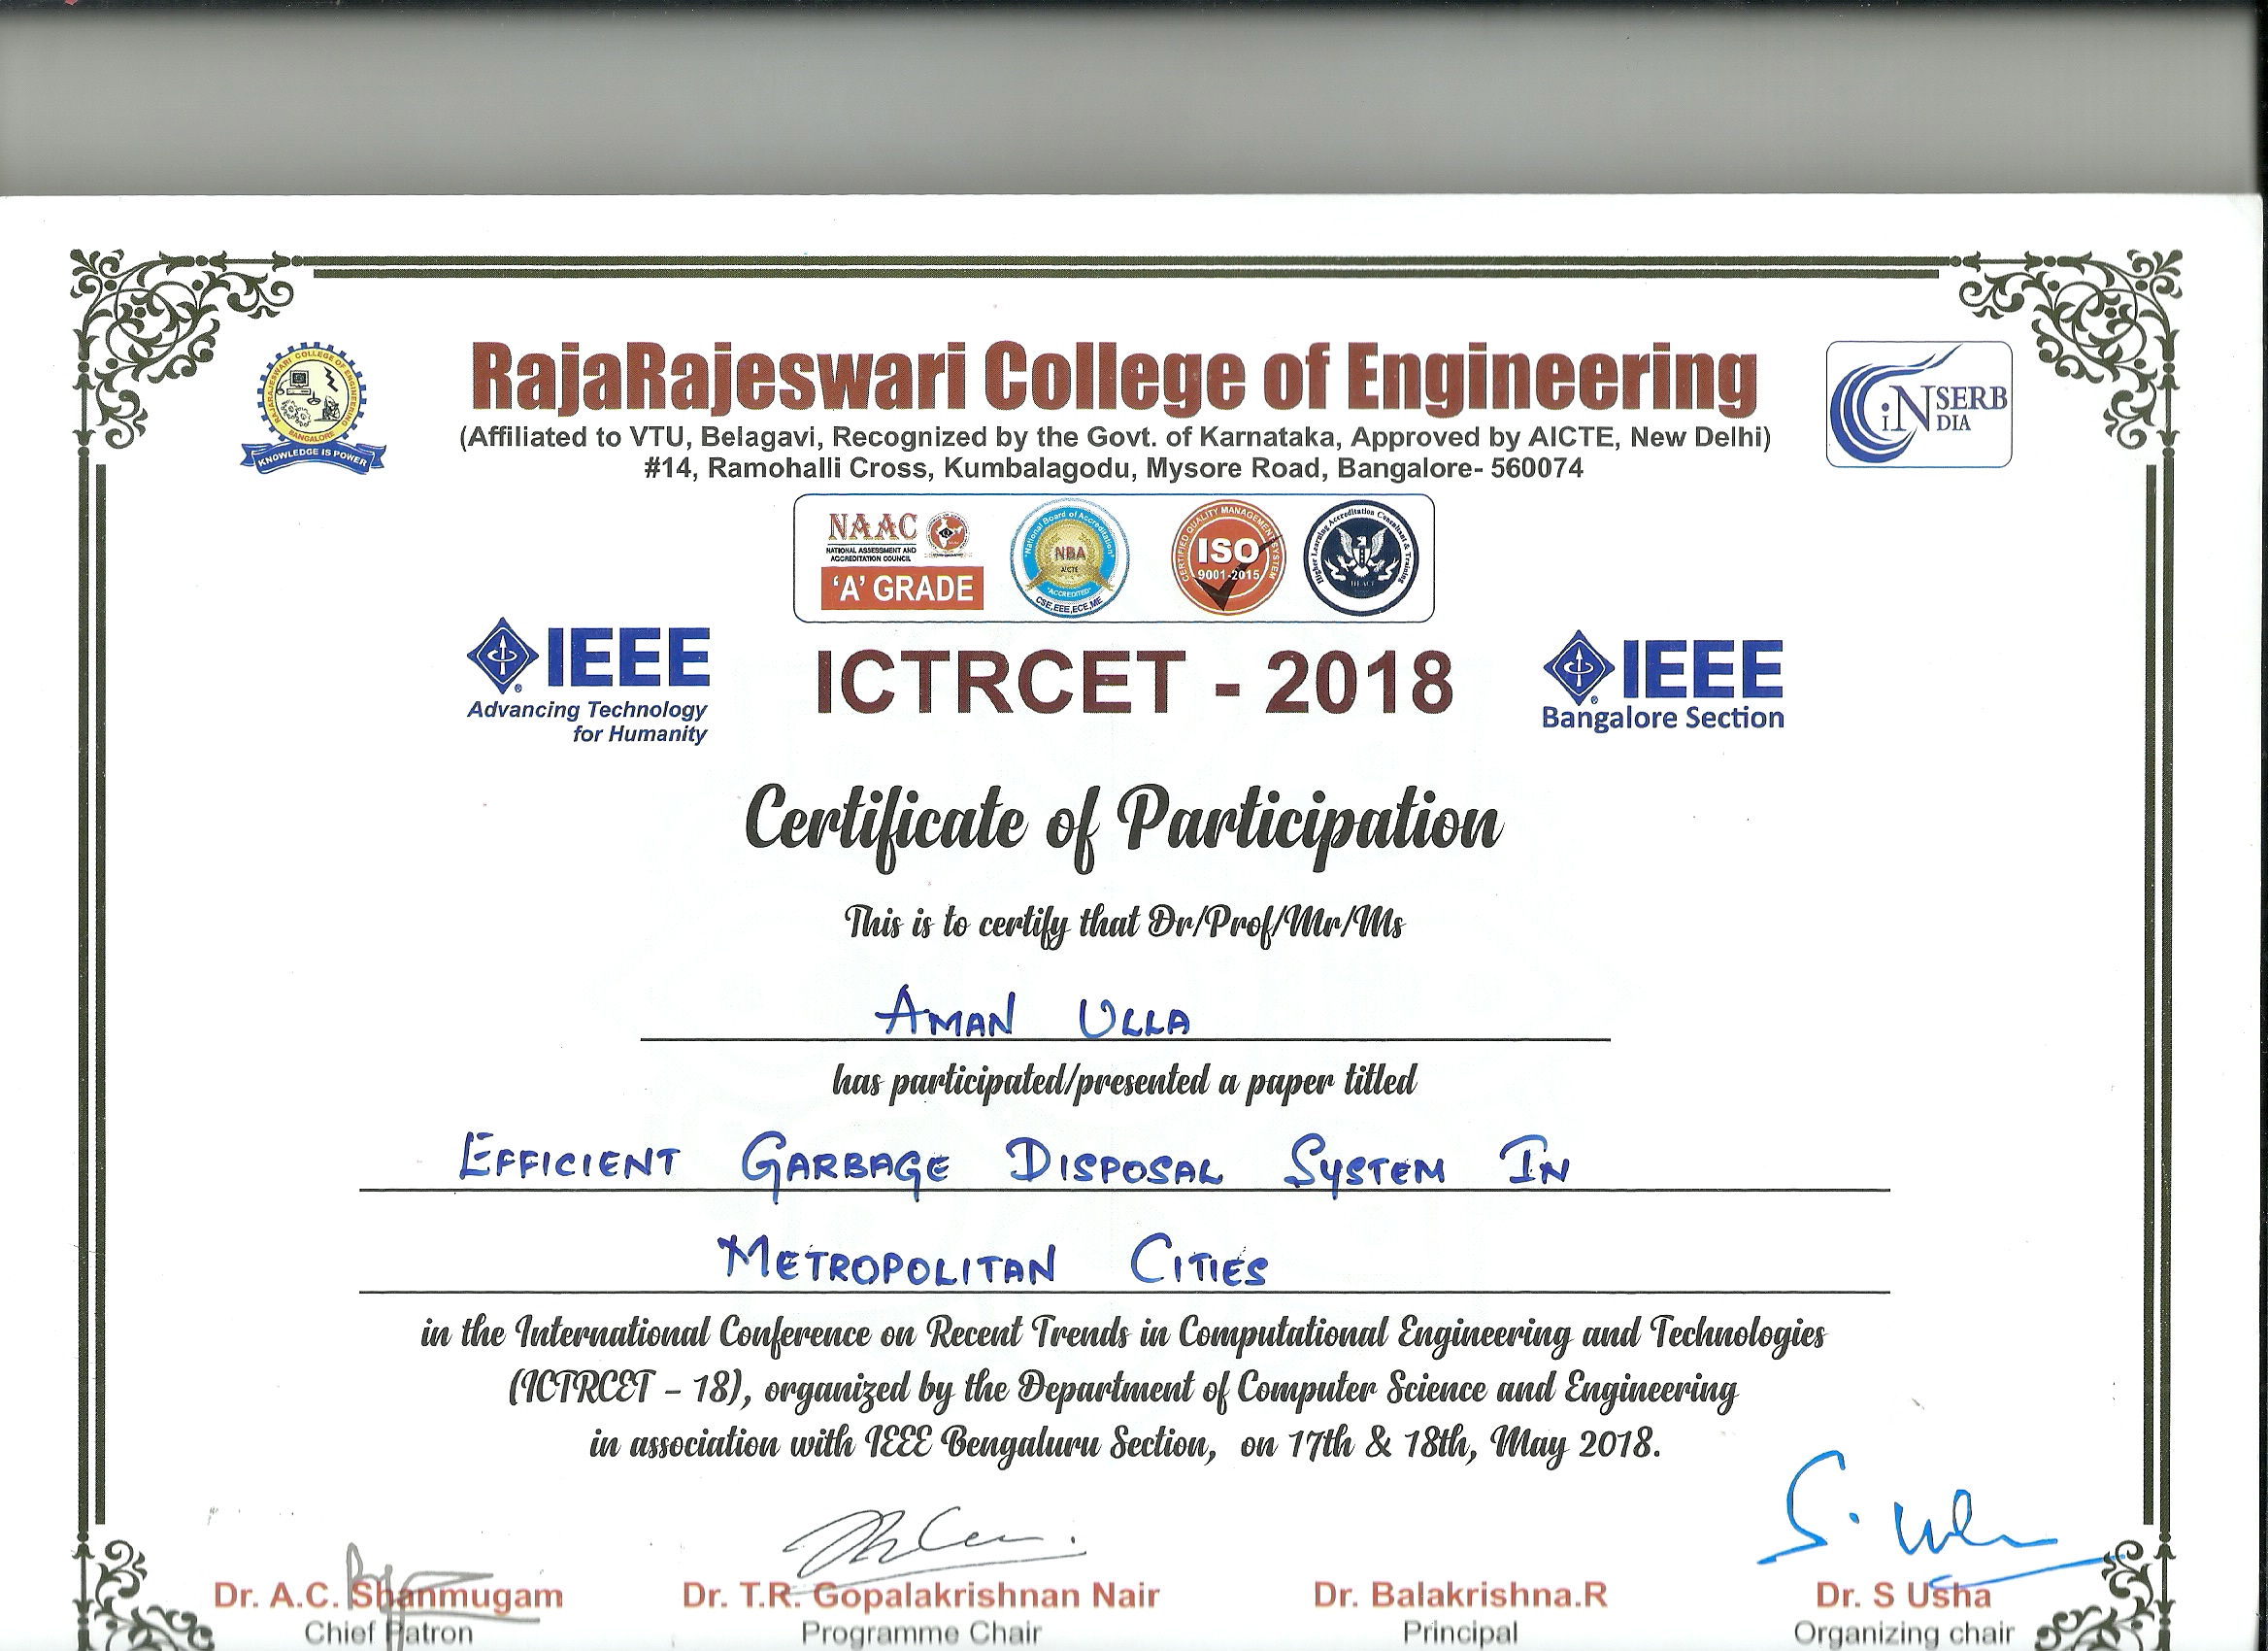 RajaRajeswari College of Engineering
(Affiliated to VTU, Belagavi, Recognized by the Govt. of Karnataka, Approved by AICTE, New Delhi)
#14, Ramohalli Cross, Kumbalagodu, Mysore Road, Bangalore- 560074
RAJARAJESWARI COLLEGE OF ENGINEERING
BANGALORE
KNOWLEDGE IS POWER
iNSERB
DIA
NAAC
NATIONAL ASSESSMENT AND
ACCREDITATION COUNCIL
'A' GRADE
National Board of Accreditation
NBA
AICTE
"ACCREDITED"
CSE,EEE,ECE,ME
CERTIFIED QUALITY MANAGEMENT SYSTEM
ISO
9001-2015
Higher Learning Accreditation Consultant & Training
HLACT
IEEE
Advancing Technology
for Humanity
ICTRCET - 2018
IEEE
Bangalore Section
Certificate of Participation
This is to certify that Dr/Prof/Mr/Ms
AMAN ULLA
has participated/presented a paper titled
EFFICIENT GARBAGE DISPOSAL SYSTEM IN
METROPOLITAN CITIES
in the International Conference on Recent Trends in Computational Engineering and Technologies
(ICTRCET – 18), organized by the Department of Computer Science and Engineering
in association with IEEE Bengaluru Section, on 17th & 18th, May 2018.
Dr. A.C. Shanmugam
Chief Patron
Dr. T.R. Gopalakrishnan Nair
Programme Chair
Dr. Balakrishna.R
Principal
Dr. S Usha
Organizing chair